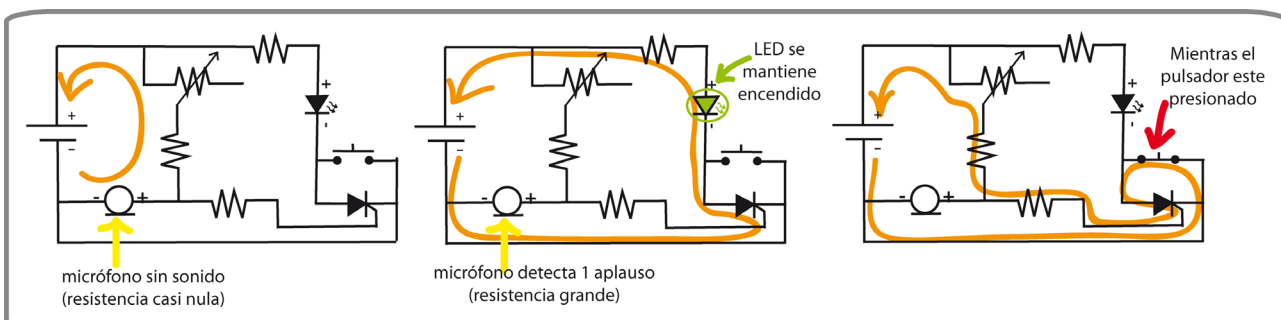 micrófono sin sonido
(resistencia casi nula)
LED se
mantiene
encendido
micrófono detecta 1 aplauso
(resistencia grande)
Mientras el
pulsador este
presionado